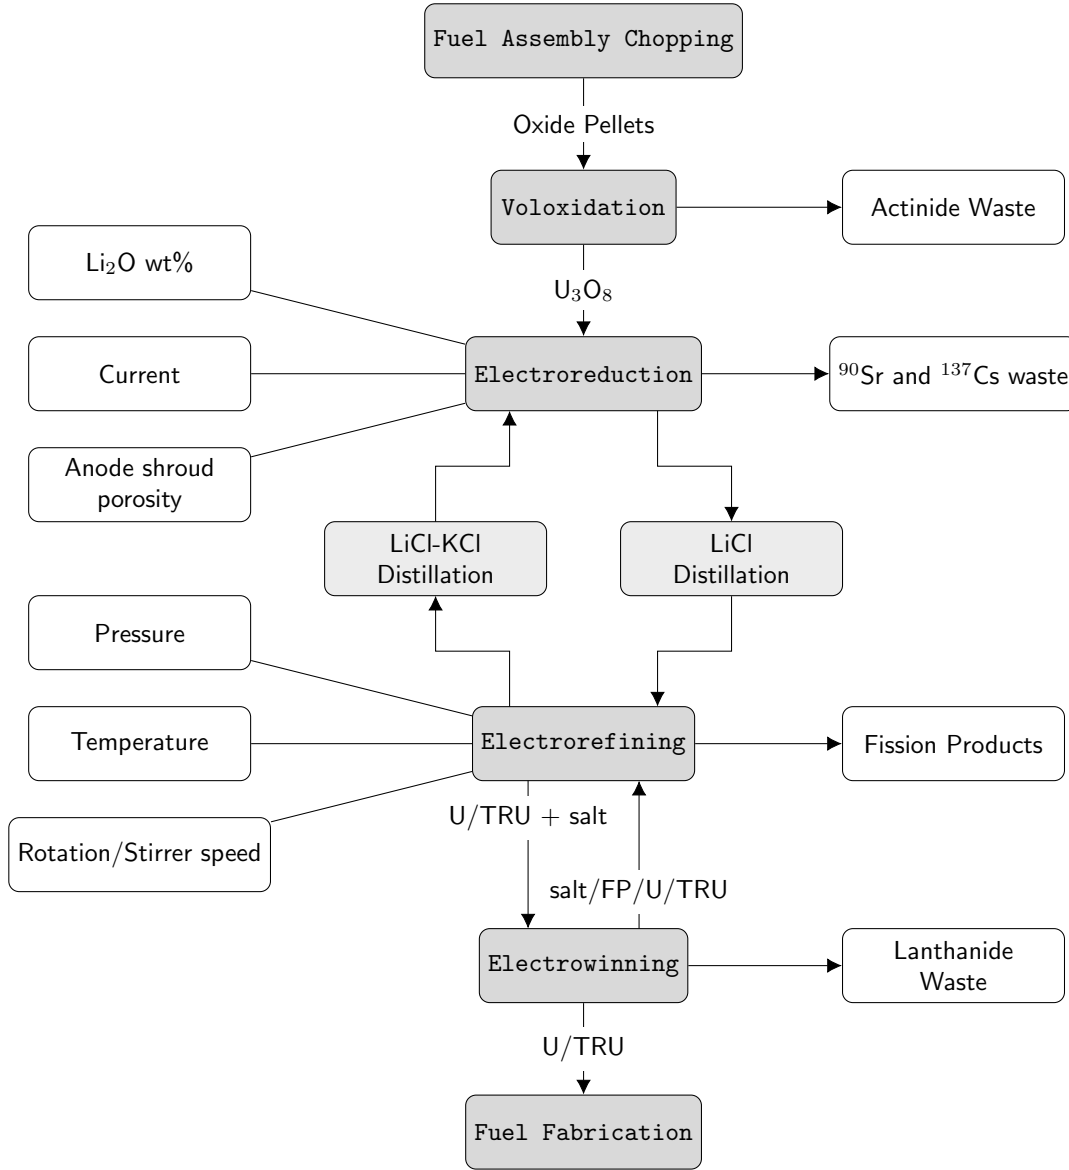 Fuel Assembly Chopping
Oxide Pellets
Voloxidation
Actinide Waste
Li₂O wt%
U₃O₈
Current
Electroreduction
⁹⁰Sr and ¹³⁷Cs waste
Anode shroud
porosity
LiCl-KCl
Distillation
LiCl
Distillation
Pressure
Temperature
Electrorefining
Fission Products
U/TRU + salt
Rotation/Stirrer speed
salt/FP/U/TRU
Electrowinning
Lanthanide
Waste
U/TRU
Fuel Fabrication